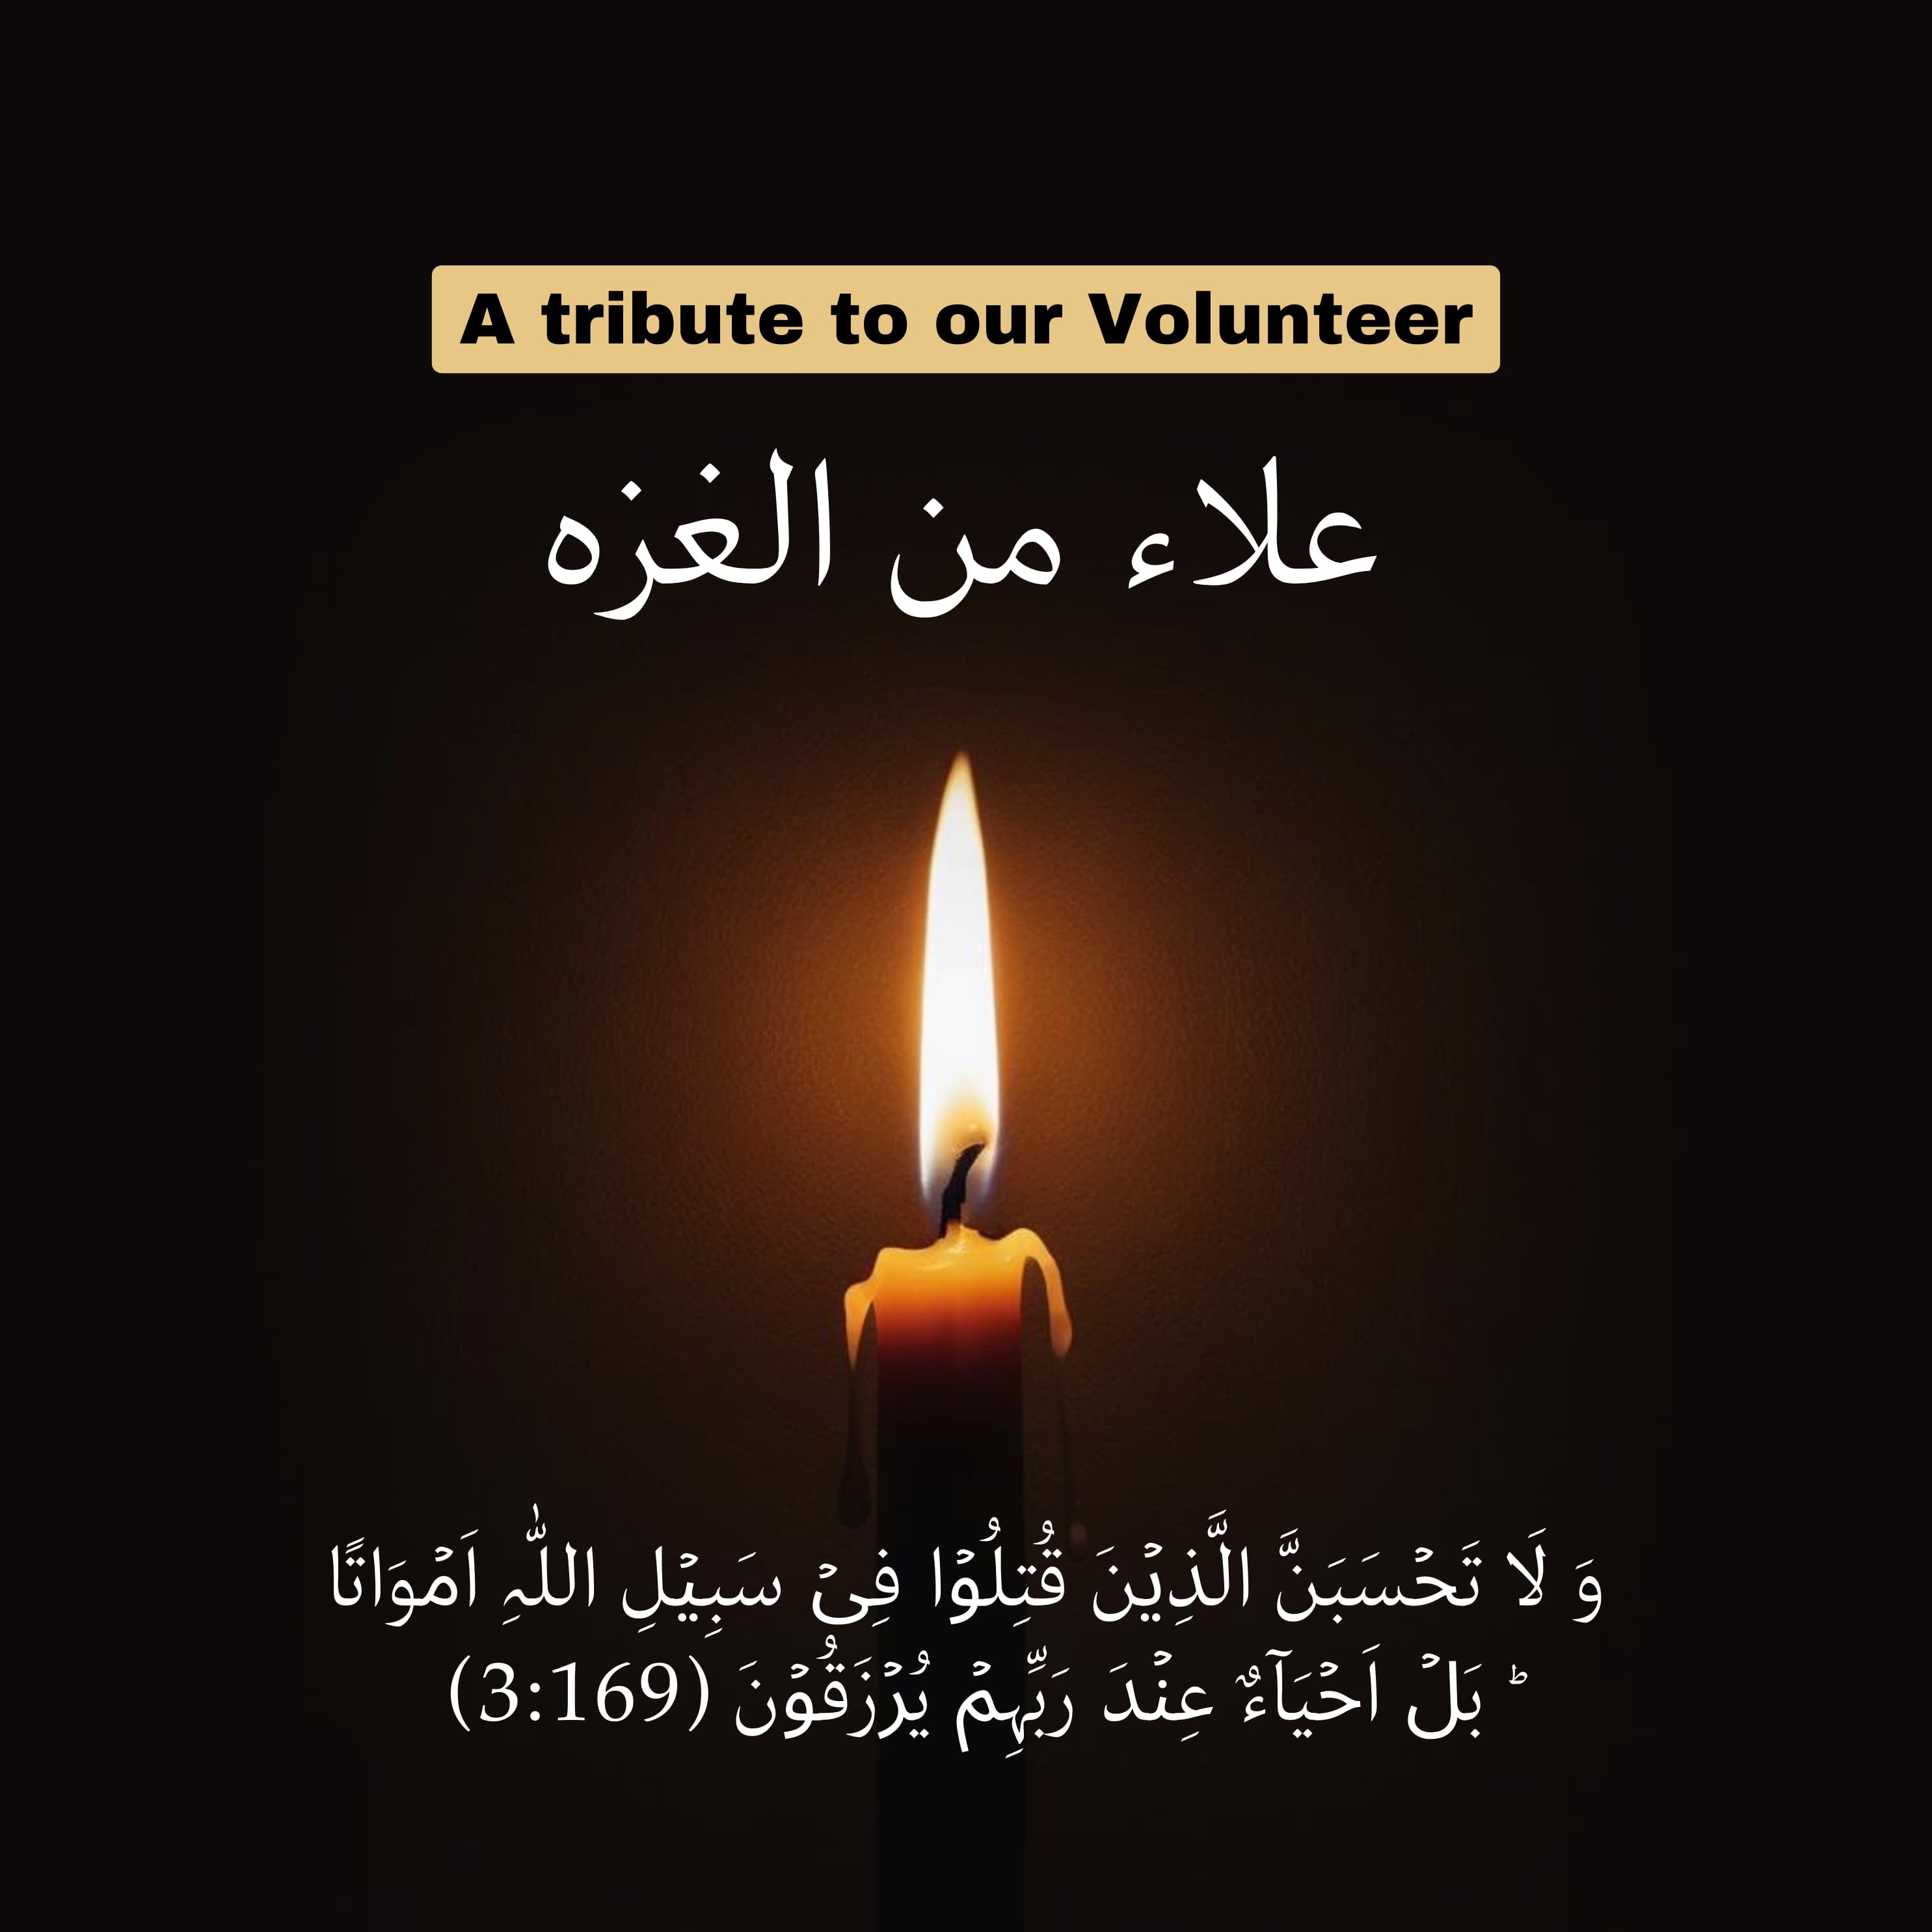 A tribute to our Volunteer
علاء من الغزه
وَ لَا تَحۡسَبَنَّ الَّذِیۡنَ قُتِلُوۡا فِیۡ سَبِیۡلِ اللّٰہِ اَمۡوَاتًا
ؕ بَلۡ اَحۡیَآءٌ عِنۡدَ رَبِّہِمۡ یُرۡزَقُوۡنَ (3:169)